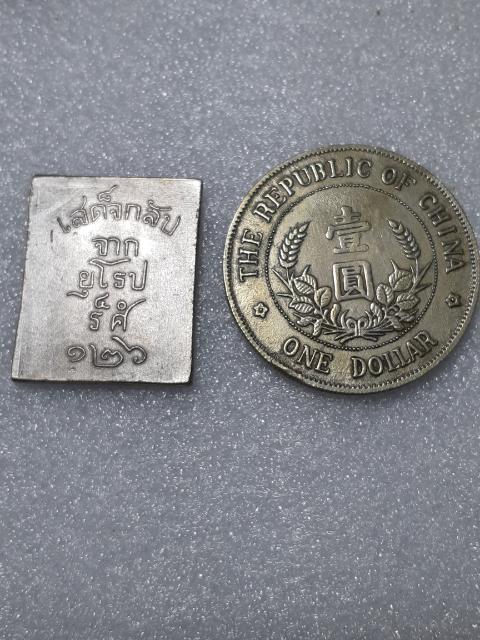 เสด็จกลับ
จาก
ยุโรป
ร์ศํ
๑๒๖
THE REPUBLIC OF CHINA
壹
圓
ONE DOLLAR